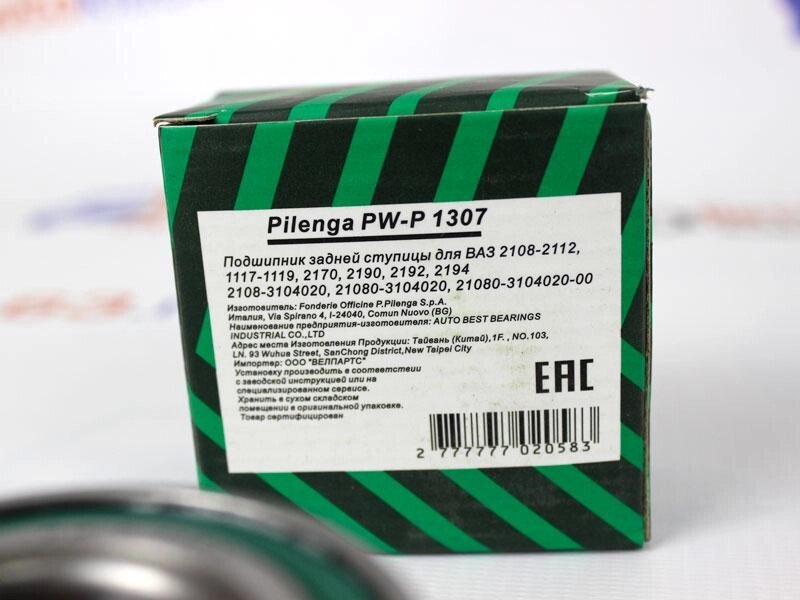 Pilenga PW-P 1307
Подшипник задней ступицы для ВАЗ 2108-2112,
1117-1119, 2170, 2190, 2192, 2194
2108-3104020, 21080-3104020, 21080-3104020-00
Изготовитель: Fonderie Officine P.Pilenga S.p.A.
Италия, Via Spirano 4, I-24040, Comun Nuovo (BG)
Наименование предприятия-изготовителя: AUTO BEST BEARINGS
INDUSTRIAL CO.,LTD
Адрес места Изготовления Продукции: Тайвань (Китай),1F. , NO.103,
LN. 93 Wuhua Street, SanChong District,New Taipei City
Импортер: ООО "ВЕЛПАРТС"
Установку производить в соответствии
с заводской инструкцией или на
специализированном сервисе.
Хранить в сухом складском
помещении в оригинальной упаковке.
Товар сертифицирован
EAC
2 777777 020583